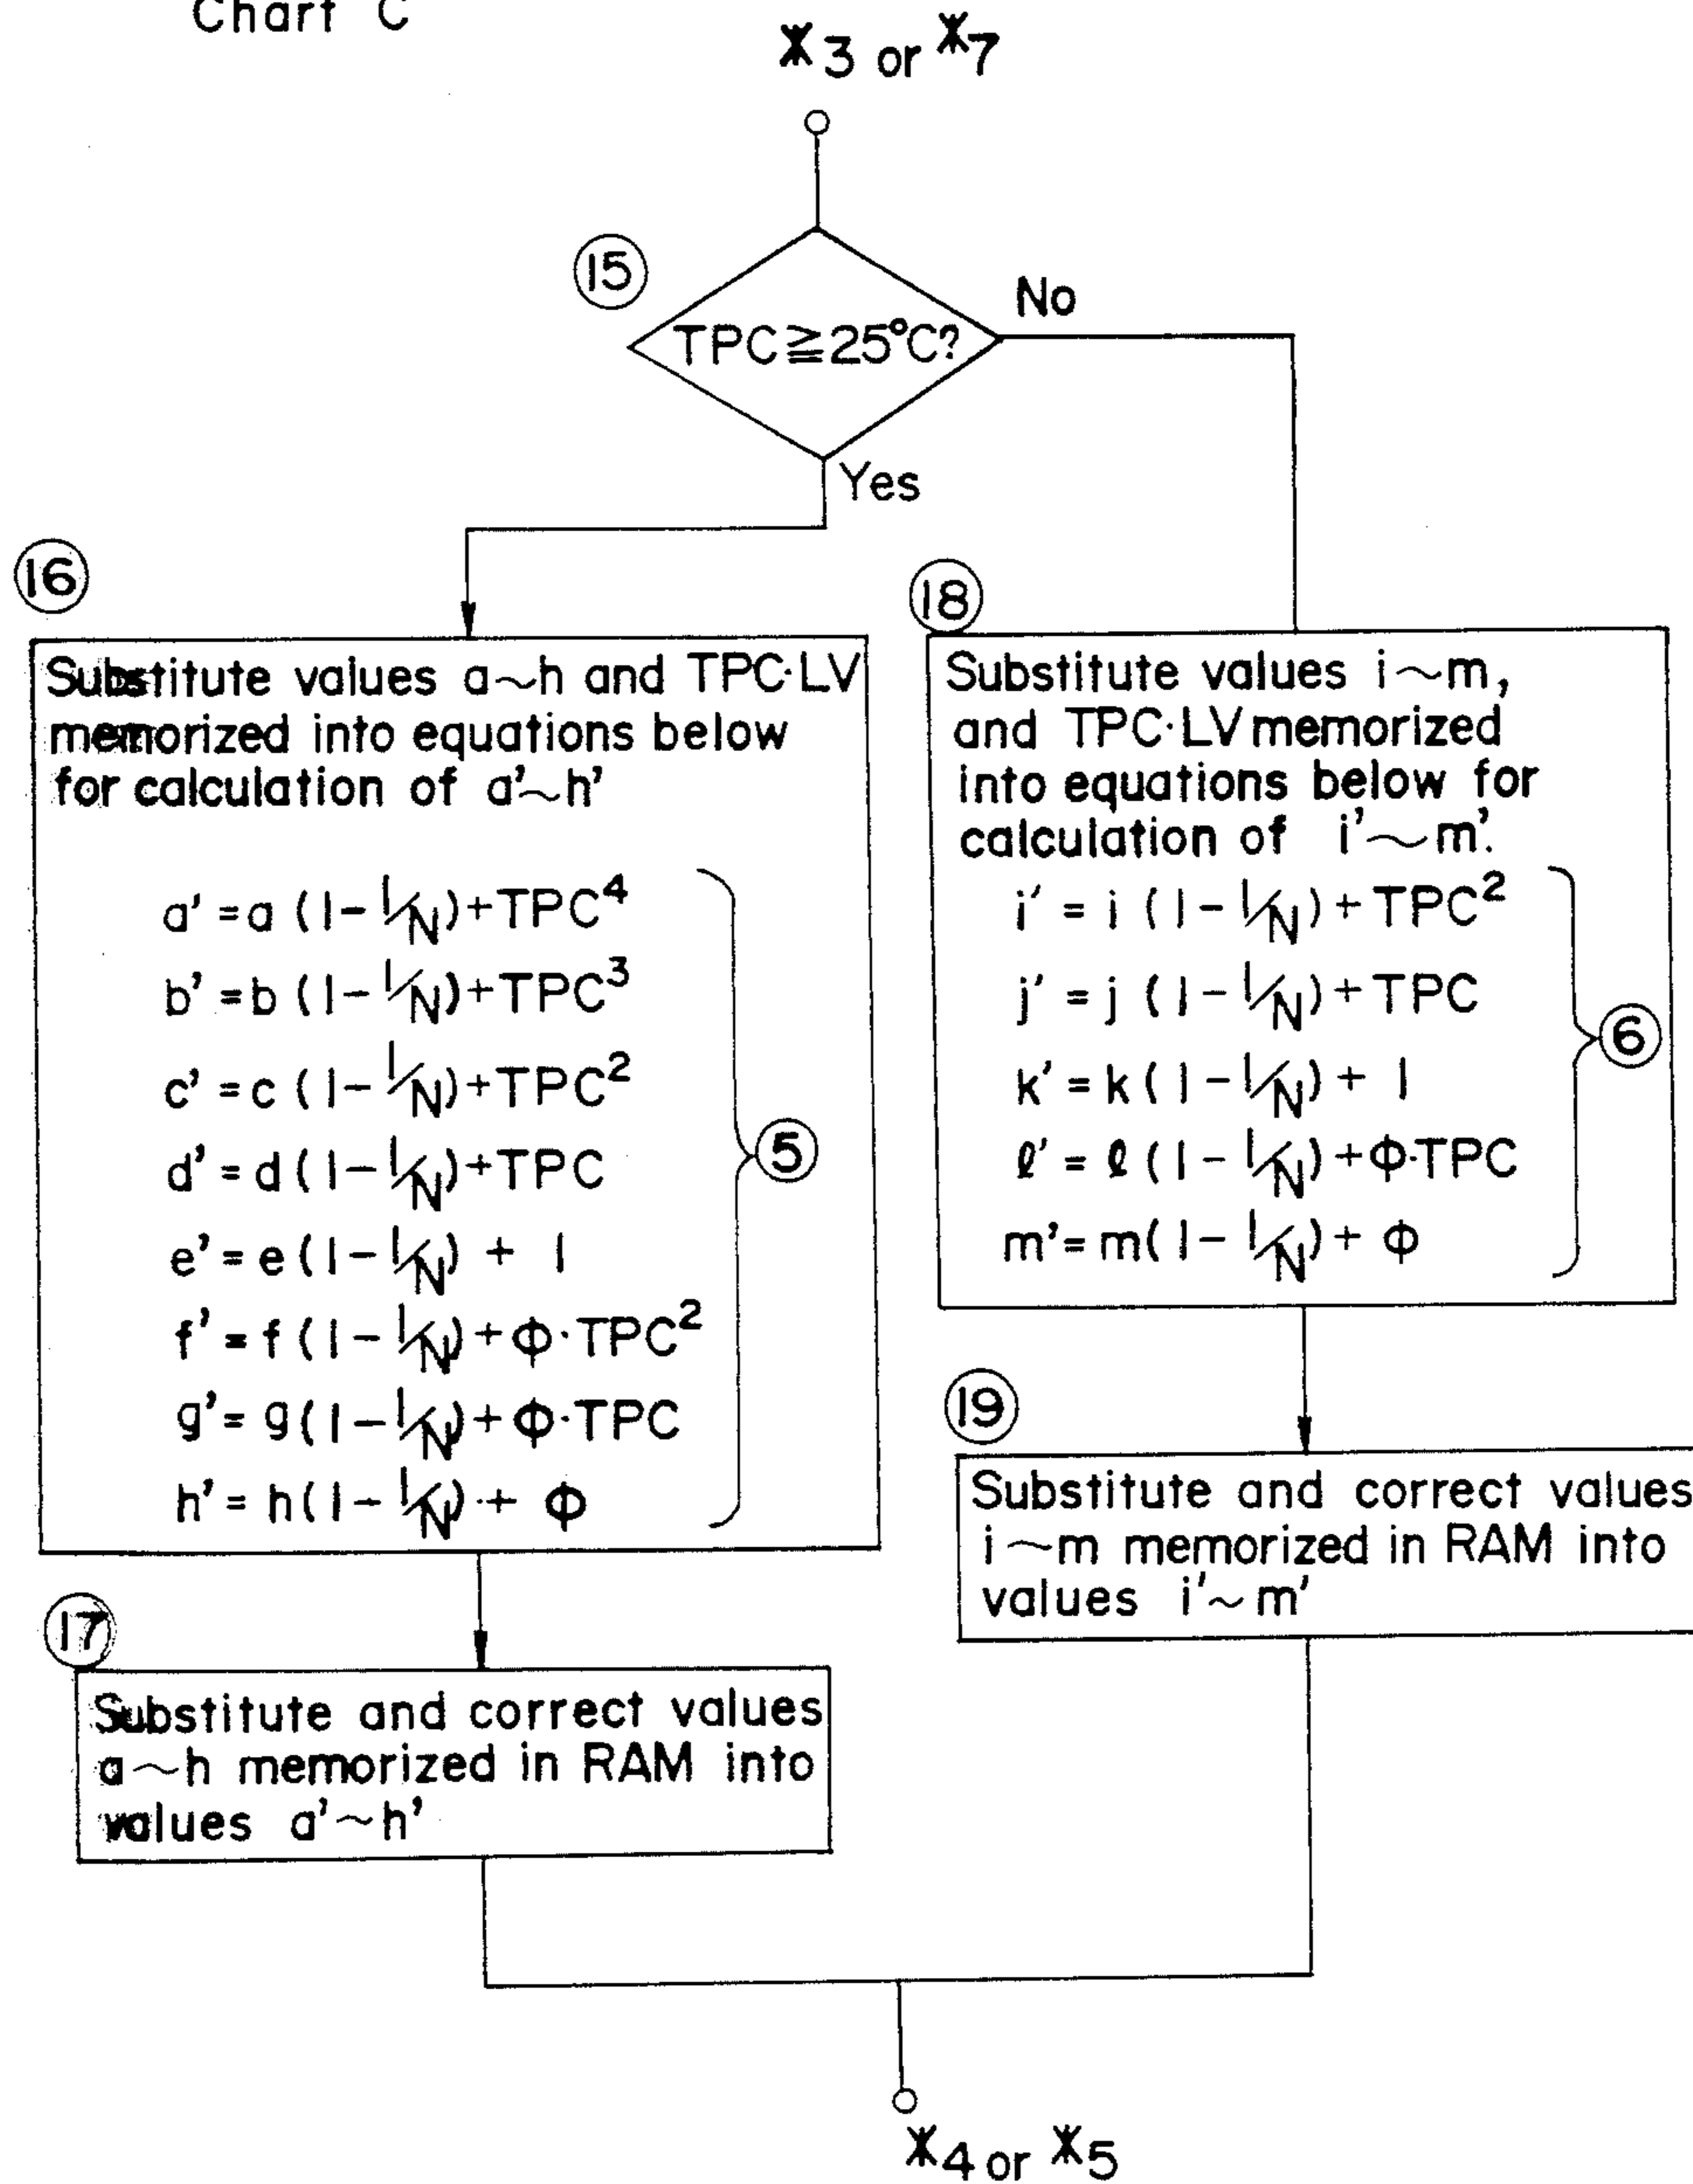 Chart C
*3 or *7
15
TPC≧25°C?
No
Yes
16
Substitute values a~h and TPC·LV
memorized into equations below
for calculation of a'~h'
a' = a (1-1/N)+TPC⁴
b' = b (1-1/N)+TPC³
c' = c (1-1/N)+TPC²
d' = d (1-1/N)+TPC
e' = e (1-1/N) + 1
f' = f (1-1/N)+Φ·TPC²
g' = g (1-1/N)+Φ·TPC
h' = h (1-1/N) + Φ
5
17
Substitute and correct values
a~h memorized in RAM into
values a'~h'
18
Substitute values i~m,
and TPC·LV memorized
into equations below for
calculation of i'~m'.
i' = i (1-1/N)+TPC²
j' = j (1-1/N)+TPC
k' = k (1-1/N) + 1
ℓ' = ℓ (1-1/N)+Φ·TPC
m' = m (1-1/N)+ Φ
6
19
Substitute and correct values
i~m memorized in RAM into
values i'~m'
*4 or *5